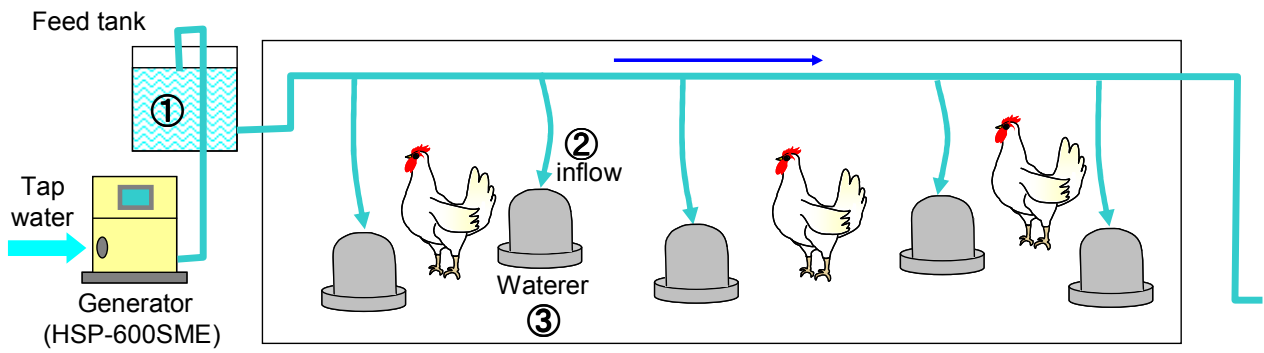 Feed tank
①
②
inflow
Tap
water
Waterer
③
Generator
(HSP-600SME)